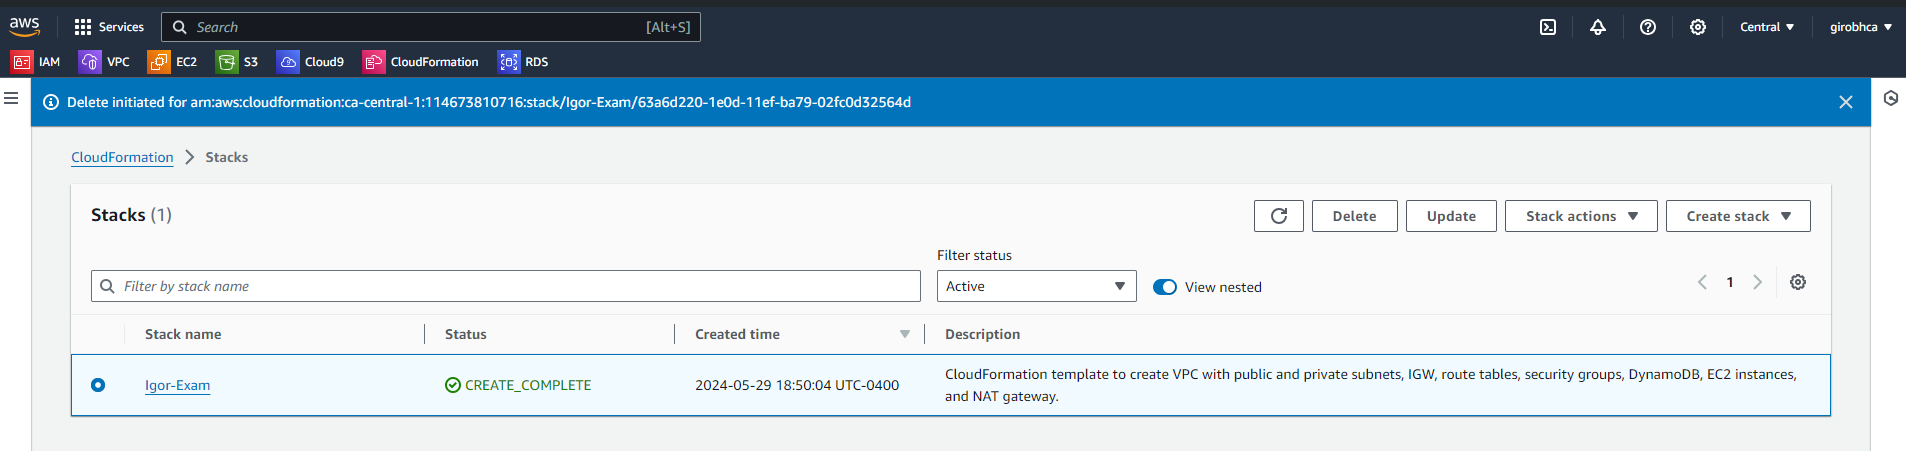 aws
Services
Search
[Alt+S]
Central
girobhca
IAM
VPC
EC2
S3
Cloud9
CloudFormation
RDS
Delete initiated for arn:aws:cloudformation:ca-central-1:114673810716:stack/Igor-Exam/63a6d220-1e0d-11ef-ba79-02fc0d32564d
CloudFormation > Stacks
Stacks (1)
Delete
Update
Stack actions
Create stack
Filter status
Filter by stack name
Active
View nested
1
Stack name
Status
Created time
Description
Igor-Exam
CREATE_COMPLETE
2024-05-29 18:50:04 UTC-0400
CloudFormation template to create VPC with public and private subnets, IGW, route tables, security groups, DynamoDB, EC2 instances,
and NAT gateway.